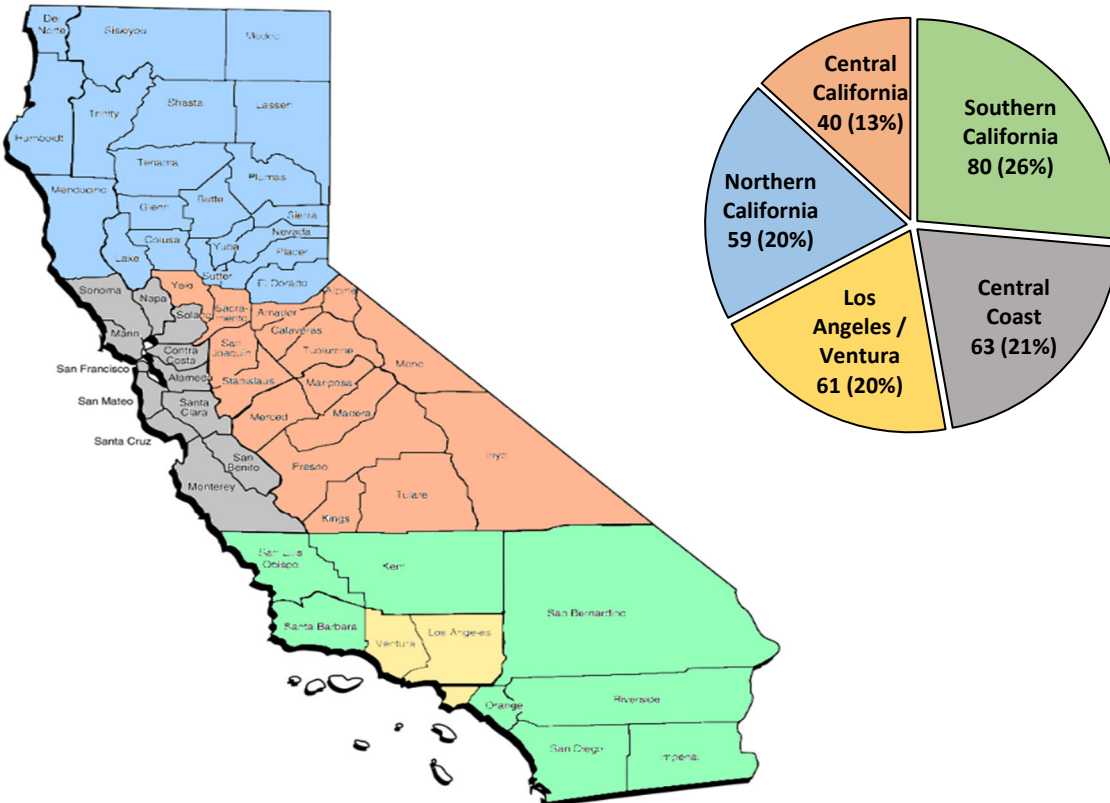 Del
Norte
Siskiyou
Modoc
Humboldt
Trinity
Shasta
Lassen
Tehama
Plumas
Mendocino
Glenn
Butte
Sierra
Nevada
Colusa
Yuba
Placer
Lake
Sutter
El Dorado
Sonoma
Napa
Yolo
Solano
Sacra-
mento
Amador
Alpine
Marin
Calaveras
San
Joaquin
Contra
Costa
Tuolumne
Mono
San Francisco
Alameda
Stanislaus
Mariposa
San Mateo
Santa
Clara
Merced
Madera
Santa Cruz
San
Benito
Fresno
Inyo
Monterey
Tulare
Kings
San Luis
Obispo
Kern
San Bernardino
Santa Barbara
Ventura
Los Angeles
Orange
Riverside
San Diego
Imperial
Central
California
40 (13%)
Southern
California
80 (26%)
Northern
California
59 (20%)
Los
Angeles /
Ventura
61 (20%)
Central
Coast
63 (21%)